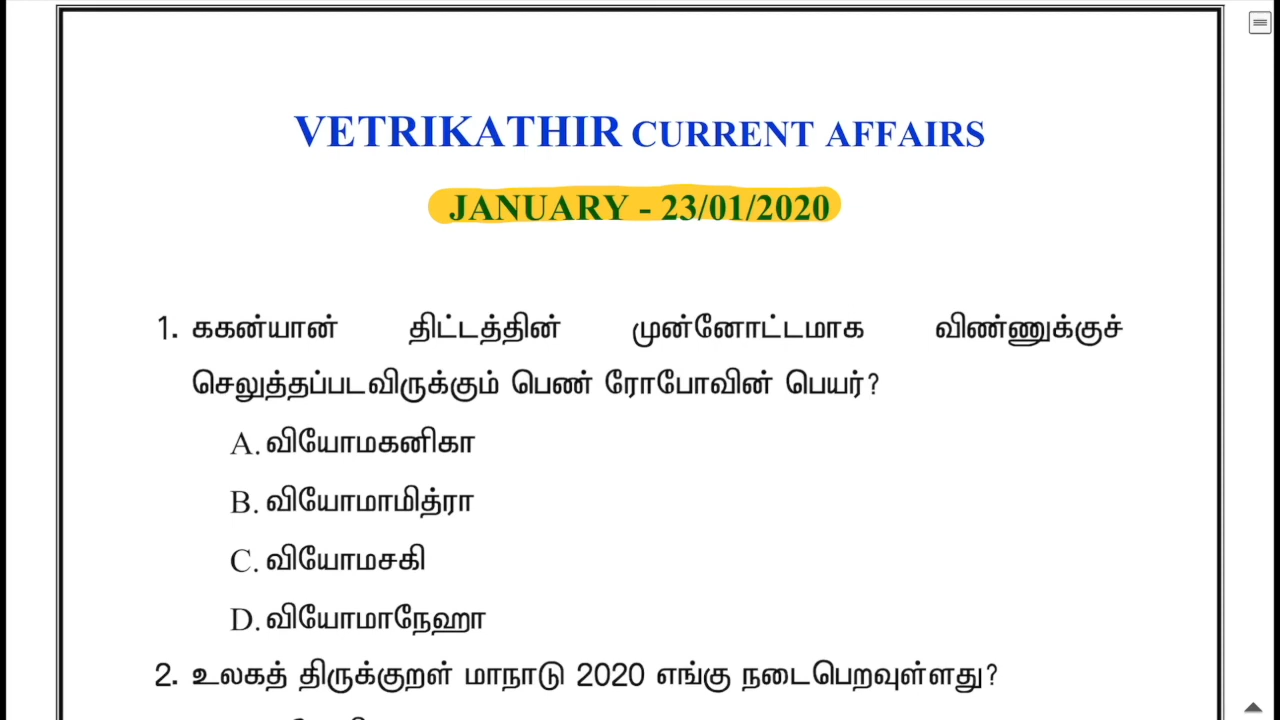 VETRIKATHIR CURRENT AFFAIRS
JANUARY - 23/01/2020
1. ககன்யான் திட்டத்தின் முன்னோட்டமாக விண்ணுக்குச்
செலுத்தப்படவிருக்கும் பெண் ரோபோவின் பெயர்?
A. வியோமகனிகா
B. வியோமாமித்ரா
C. வியோமசகி
D. வியோமாநேஹா
2. உலகத் திருக்குறள் மாநாடு 2020 எங்கு நடைபெறவுள்ளது?